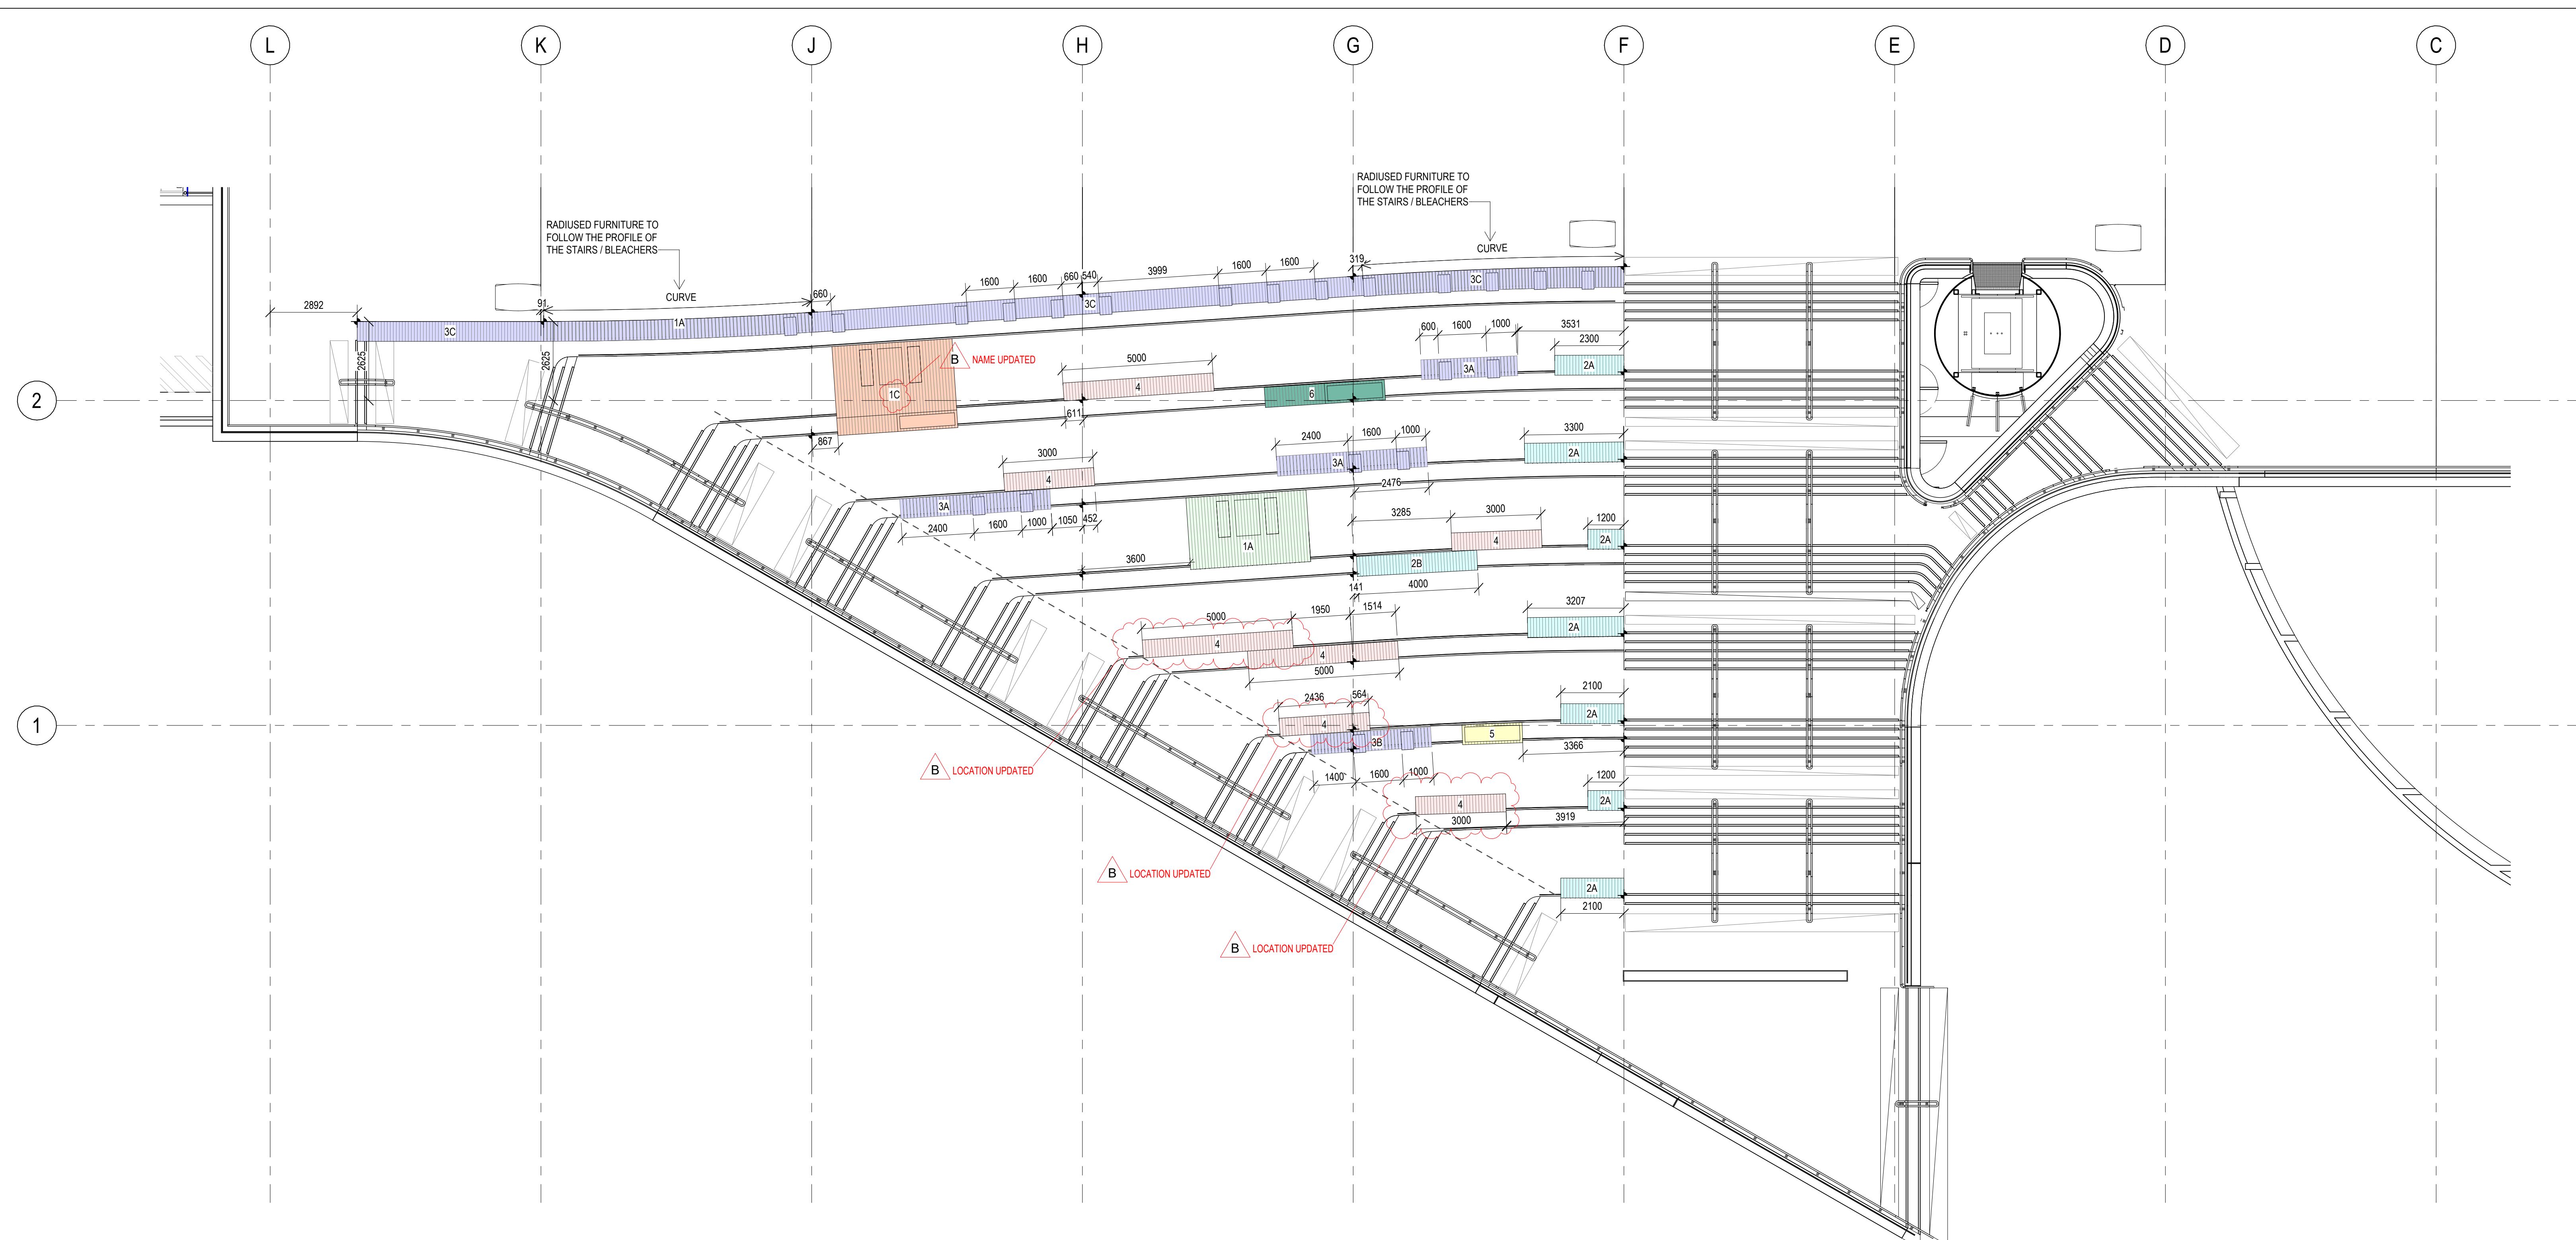 L K J H G F E D C
RADIUSED FURNITURE TO
FOLLOW THE PROFILE OF
THE STAIRS / BLEACHERS
CURVE
RADIUSED FURNITURE TO
FOLLOW THE PROFILE OF
THE STAIRS / BLEACHERS
CURVE
2892
91
660
1600 1600 660 540 3999 1600 1600 319
3C 1A 3C 3C
2625 2625
600 1600 1000 3531
2300
3A 2A
B NAME UPDATED
5000
4
2
1C
6
611
867
2400 1600 1000 3300
3A 2A
2476
3000
4
3A
2400 1600 1000 1050 452
3285 3000 1200
1A 4 2A
3600
2B
141 4000
5000 1950 1514 3207
4 4 2A
5000
2436 564 2100
1
4 2A
3B 5
3366
B LOCATION UPDATED
1400 1600 1000 1200
4 2A
3000 3919
B LOCATION UPDATED
2A
2100
B LOCATION UPDATED